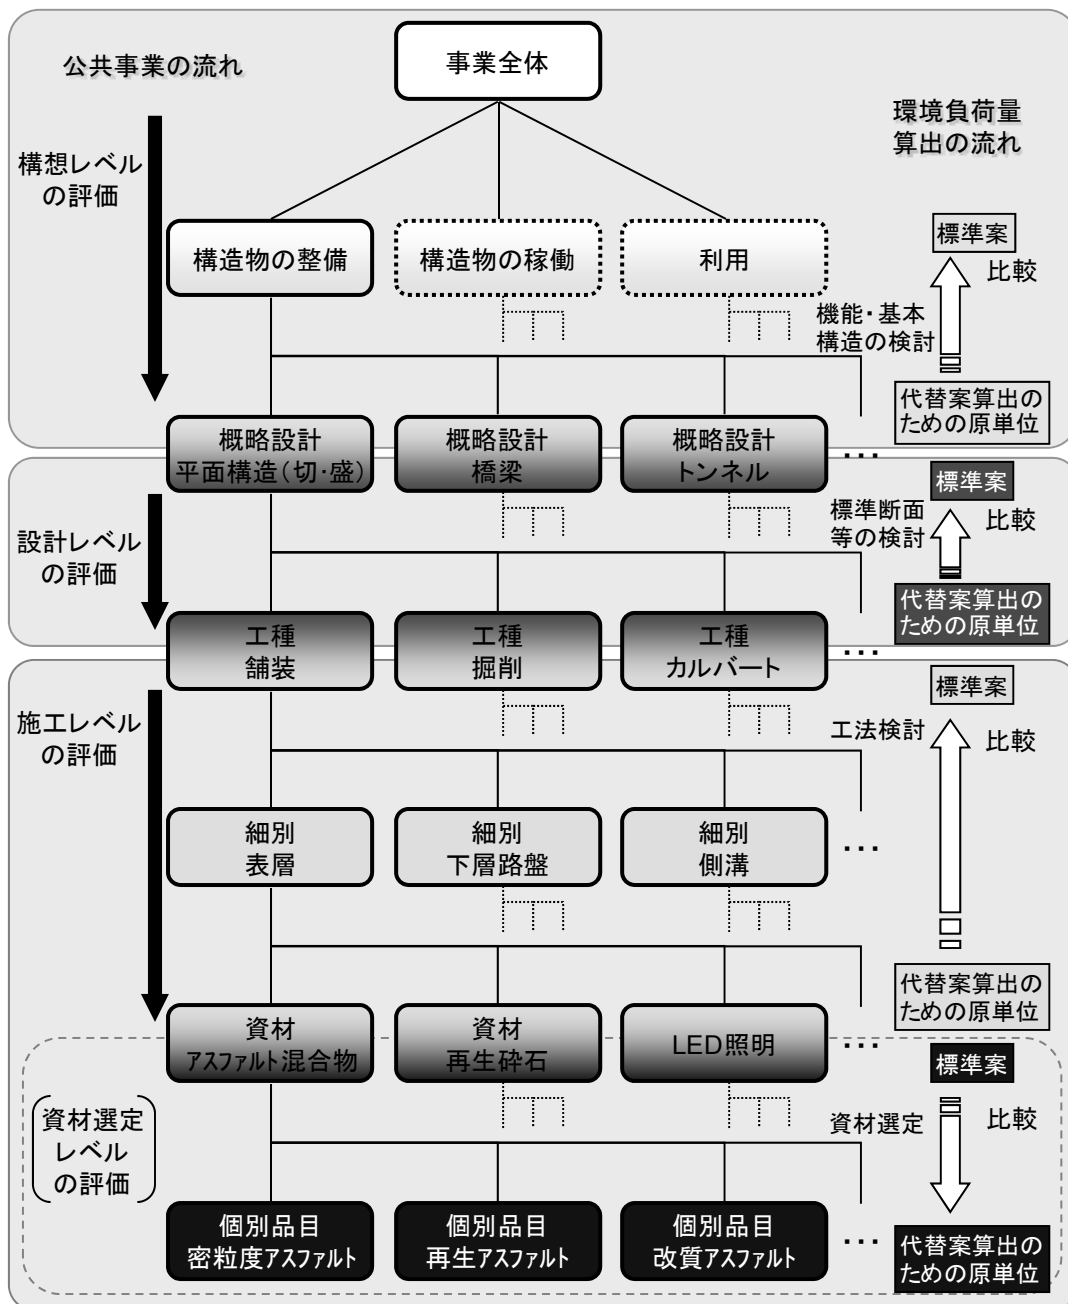 公共事業の流れ
事業全体
環境負荷量
算出の流れ
構想レベル
の評価
構造物の整備
構造物の稼働
利用
標準案
比較
機能・基本
構造の検討
代替案算出の
ための原単位
概略設計
平面構造(切・盛)
概略設計
橋梁
概略設計
トンネル
・・・
設計レベル
の評価
標準案
比較
標準断面
等の検討
代替案算出の
ための原単位
工種
舗装
工種
掘削
工種
カルバート
・・・
施工レベル
の評価
標準案
比較
工法検討
細別
表層
細別
下層路盤
細別
側溝
・・・
代替案算出の
ための原単位
資材
アスファルト混合物
資材
再生砕石
LED照明
・・・
標準案
資材選定
レベル
の評価
資材選定
比較
個別品目
密粒度アスファルト
個別品目
再生アスファルト
個別品目
改質アスファルト
・・・
代替案算出の
ための原単位